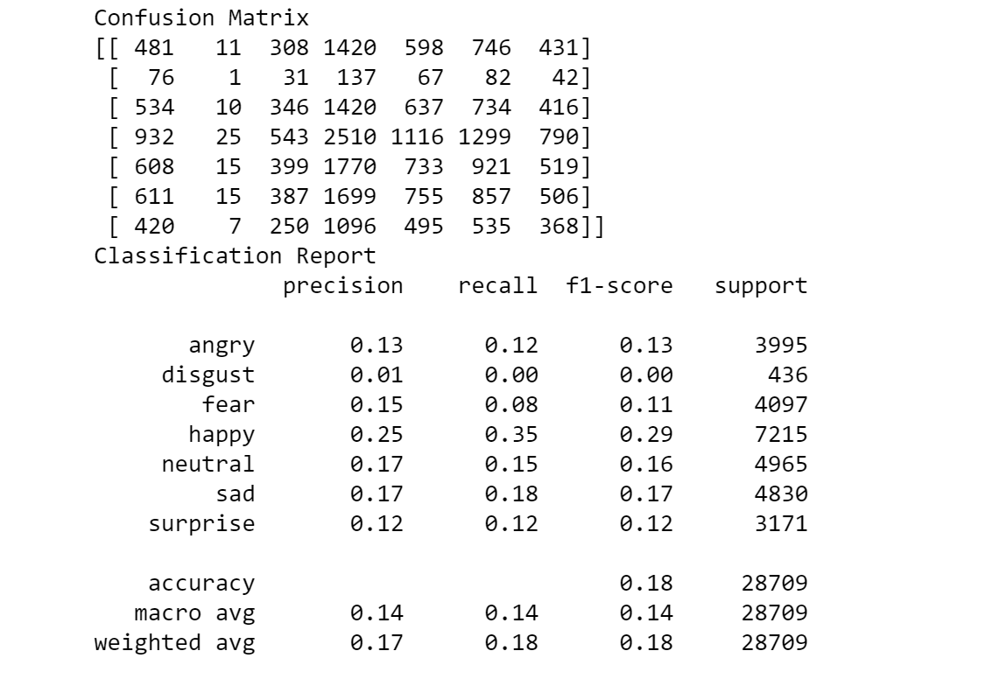 Confusion Matrix
[[ 481 11 308 1420 598 746 431]
[ 76 1 31 137 67 82 42]
[ 534 10 346 1420 637 734 416]
[ 932 25 543 2510 1116 1299 790]
[ 608 15 399 1770 733 921 519]
[ 611 15 387 1699 755 857 506]
[ 420 7 250 1096 495 535 368]]
Classification Report
precision recall f1-score support
angry 0.13 0.12 0.13 3995
disgust 0.01 0.00 0.00 436
fear 0.15 0.08 0.11 4097
happy 0.25 0.35 0.29 7215
neutral 0.17 0.15 0.16 4965
sad 0.17 0.18 0.17 4830
surprise 0.12 0.12 0.12 3171
accuracy 0.18 28709
macro avg 0.14 0.14 0.14 28709
weighted avg 0.17 0.18 0.18 28709